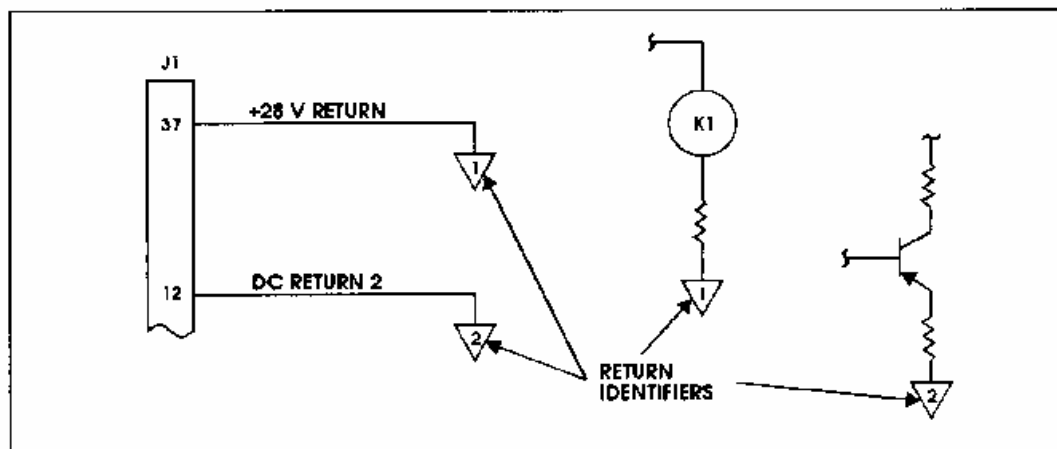 J1
37
+28 V RETURN
1
12
DC RETURN 2
2
K1
1
2
RETURN
IDENTIFIERS